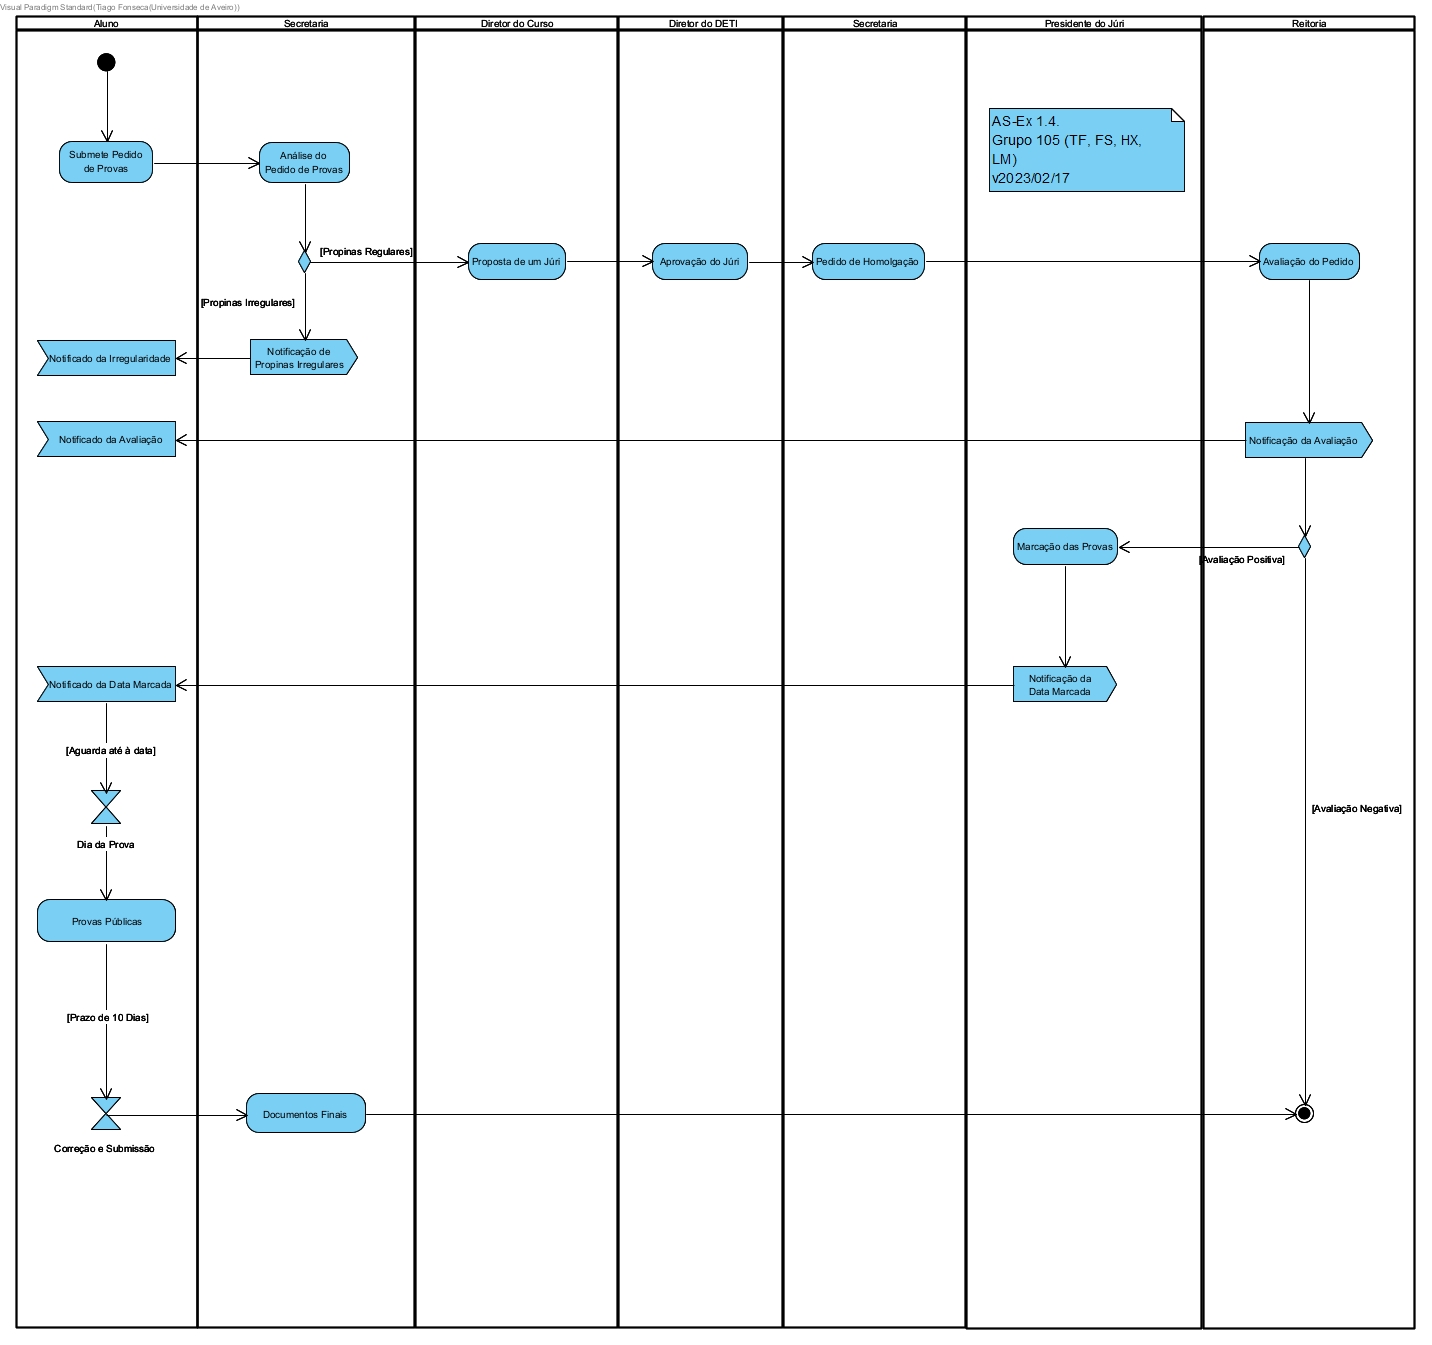 Visual Paradigm Standard(Tiago Fonseca(Universidade de Aveiro))
Aluno
Secretaria
Diretor do Curso
Diretor do DETI
Secretaria
Presidente do Júri
Reitoria
AS-Ex 1.4.
Grupo 105 (TF, FS, HX,
LM)
v2023/02/17
Submete Pedido
de Provas
Análise do
Pedido de Provas
[Propinas Regulares]
Proposta de um Júri
Aprovação do Júri
Pedido de Homolgação
Avaliação do Pedido
[Propinas Irregulares]
Notificado da Irregularidade
Notificação de
Propinas Irregulares
Notificado da Avaliação
Notificação da Avaliação
Marcação das Provas
[Avaliação Positiva]
Notificado da Data Marcada
Notificação da
Data Marcada
[Aguarda até à data]
[Avaliação Negativa]
Dia da Prova
Provas Públicas
[Prazo de 10 Dias]
Documentos Finais
Correção e Submissão